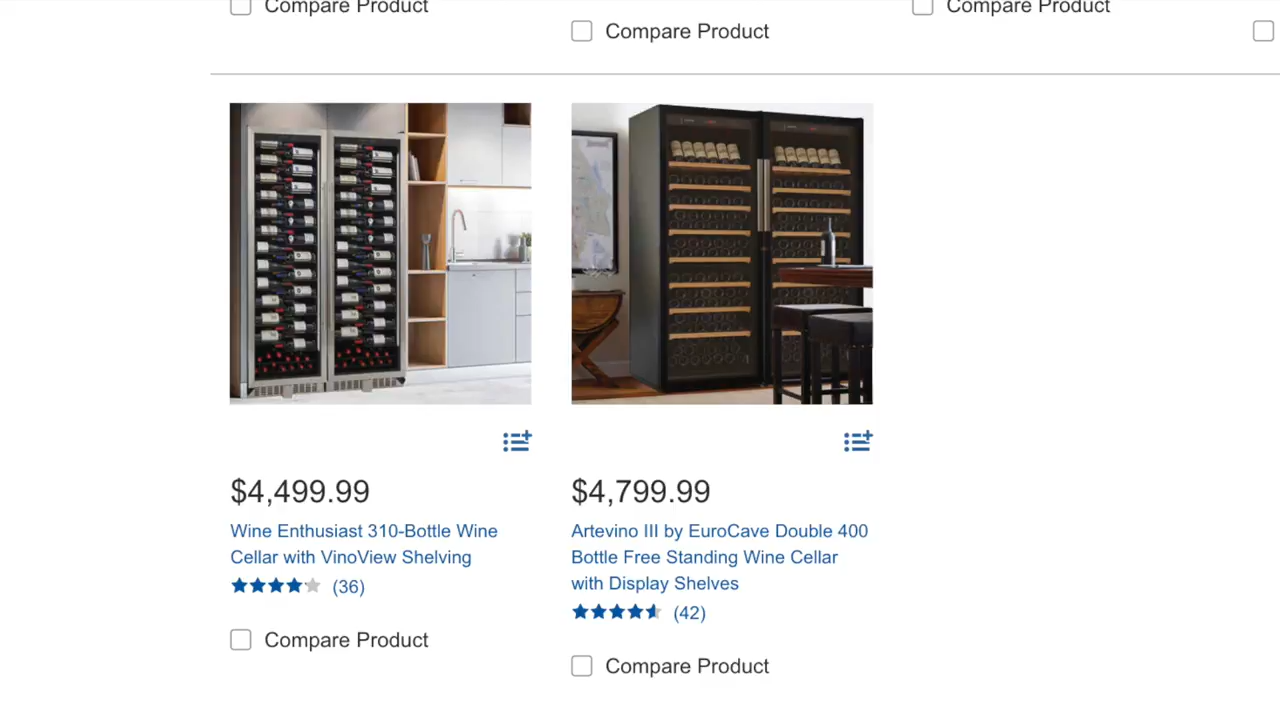 Compare Product
Compare Product
Compare Product
$4,499.99
Wine Enthusiast 310-Bottle Wine
Cellar with VinoView Shelving
(36)
Compare Product
$4,799.99
Artevino III by EuroCave Double 400
Bottle Free Standing Wine Cellar
with Display Shelves
(42)
Compare Product